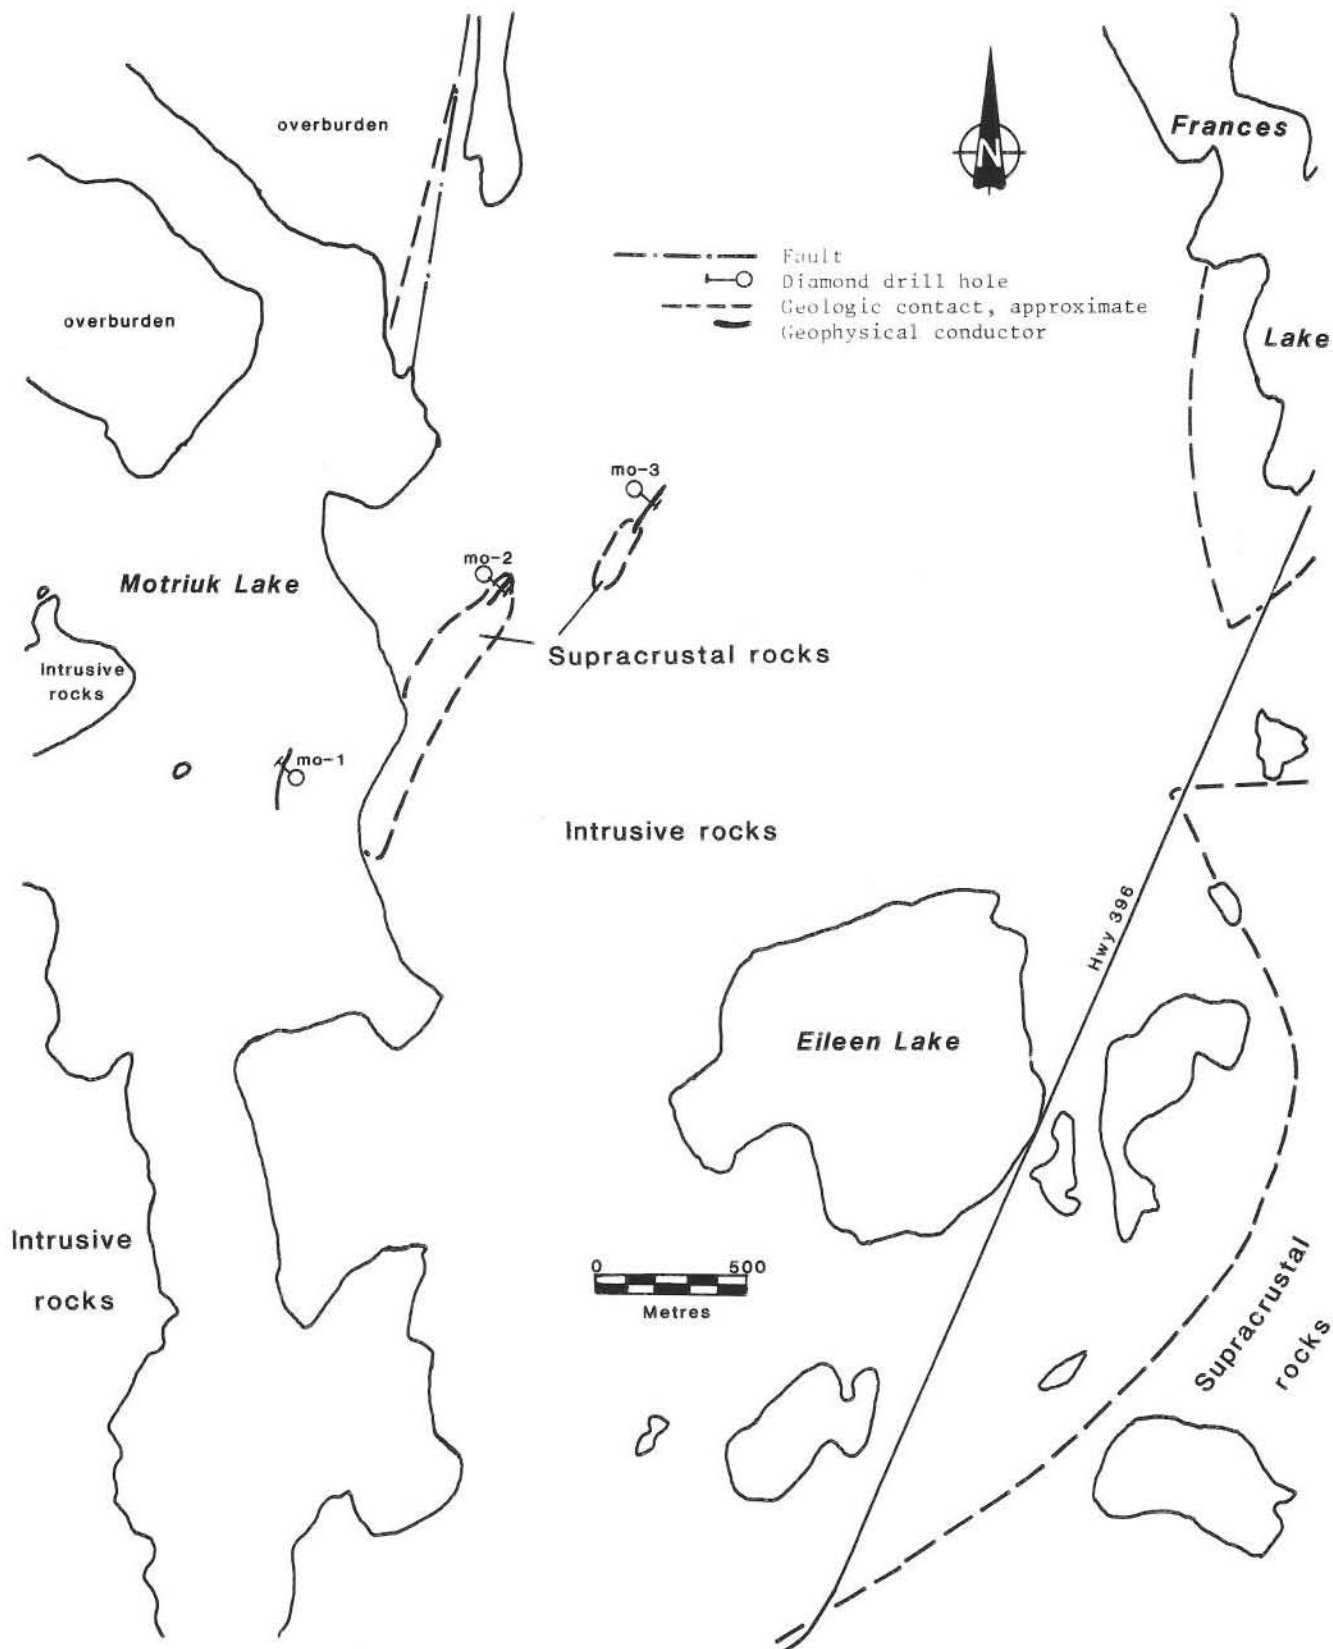 overburden
Frances
N
Fault
Diamond drill hole
Geologic contact, approximate
Geophysical conductor
overburden
Lake
mo-3
mo-2
Motriuk Lake
Supracrustal rocks
Intrusive
rocks
mo-1
Intrusive rocks
Hwy 396
Eileen Lake
Intrusive
rocks
0 500
Metres
Supracrustal
rocks